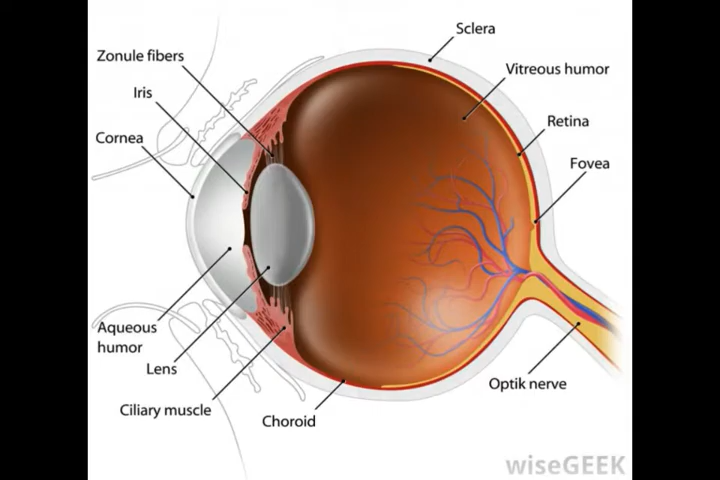 Sclera
Zonule fibers
Vitreous humor
Iris
Retina
Cornea
Fovea
Aqueous
humor
Lens
Optik nerve
Ciliary muscle
Choroid
wiseGEEK